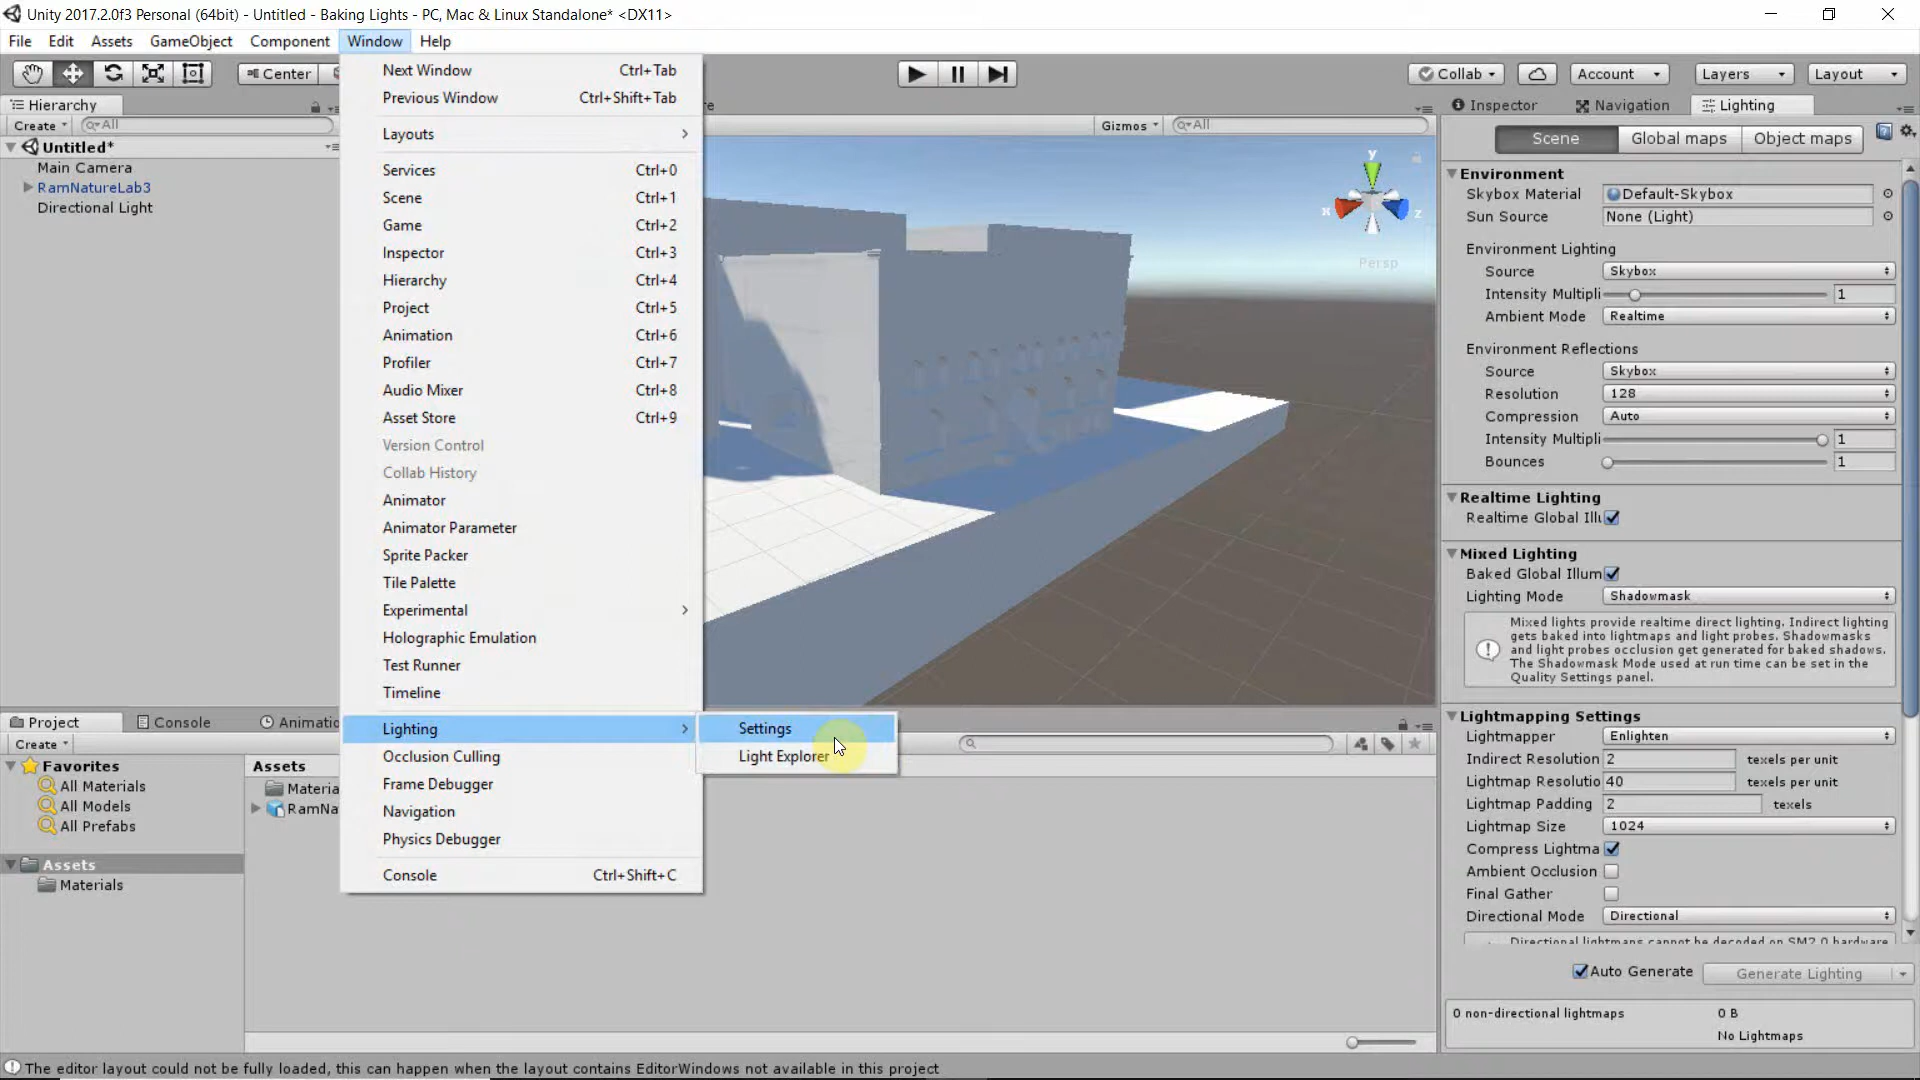 Unity 2017.2.0f3 Personal (64bit) - Untitled - Baking Lights - PC, Mac & Linux Standalone* <DX11>
File Edit Assets GameObject Component Window Help
Center
Collab
Account
Layers
Layout
Hierarchy
Create
All
Untitled*
Main Camera
RamNatureLab3
Directional Light
Next Window Ctrl+Tab
Previous Window Ctrl+Shift+Tab
Layouts
Services Ctrl+0
Scene Ctrl+1
Game Ctrl+2
Inspector Ctrl+3
Hierarchy Ctrl+4
Project Ctrl+5
Animation Ctrl+6
Profiler Ctrl+7
Audio Mixer Ctrl+8
Asset Store Ctrl+9
Version Control
Collab History
Animator
Animator Parameter
Sprite Packer
Tile Palette
Experimental
Holographic Emulation
Test Runner
Timeline
Lighting
Occlusion Culling
Frame Debugger
Navigation
Physics Debugger
Console Ctrl+Shift+C
Settings
Light Explorer
re
Gizmos
All
y
x
z
Persp
Inspector Navigation Lighting
Scene Global maps Object maps
Environment
Skybox Material Default-Skybox
Sun Source None (Light)
Environment Lighting
Source Skybox
Intensity Multipli 1
Ambient Mode Realtime
Environment Reflections
Source Skybox
Resolution 128
Compression Auto
Intensity Multipli 1
Bounces 1
Realtime Lighting
Realtime Global Illu
Mixed Lighting
Baked Global Illum
Lighting Mode Shadowmask
Mixed lights provide realtime direct lighting. Indirect lighting
gets baked into lightmaps and light probes. Shadowmasks
and light probes occlusion get generated for baked shadows.
The Shadowmask Mode used at run time can be set in the
Quality Settings panel.
Lightmapping Settings
Lightmapper Enlighten
Indirect Resolution 2 texels per unit
Lightmap Resolutio 40 texels per unit
Lightmap Padding 2 texels
Lightmap Size 1024
Compress Lightma
Ambient Occlusion
Final Gather
Directional Mode Directional
Directional lightmaps cannot be decoded on SM2.0 hardware
Auto Generate Generate Lighting
0 non-directional lightmaps 0 B
No Lightmaps
Project Console Animatio
Create
Favorites
All Materials
All Models
All Prefabs
Assets
Materials
Assets
Materia
RamNa
The editor layout could not be fully loaded, this can happen when the layout contains EditorWindows not available in this project